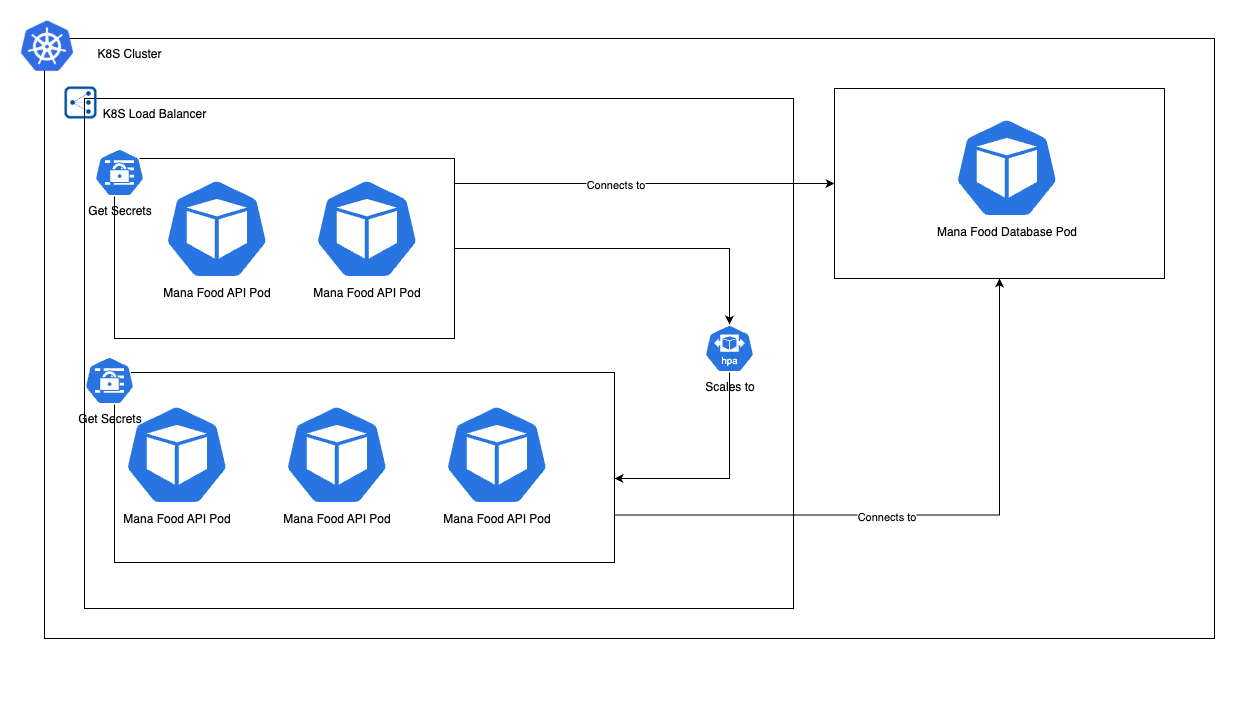 K8S Cluster
K8S Load Balancer
Get Secrets
Connects to
Mana Food Database Pod
Mana Food API Pod
Mana Food API Pod
hpa
Scales to
Get Secrets
Mana Food API Pod
Mana Food API Pod
Mana Food API Pod
Connects to